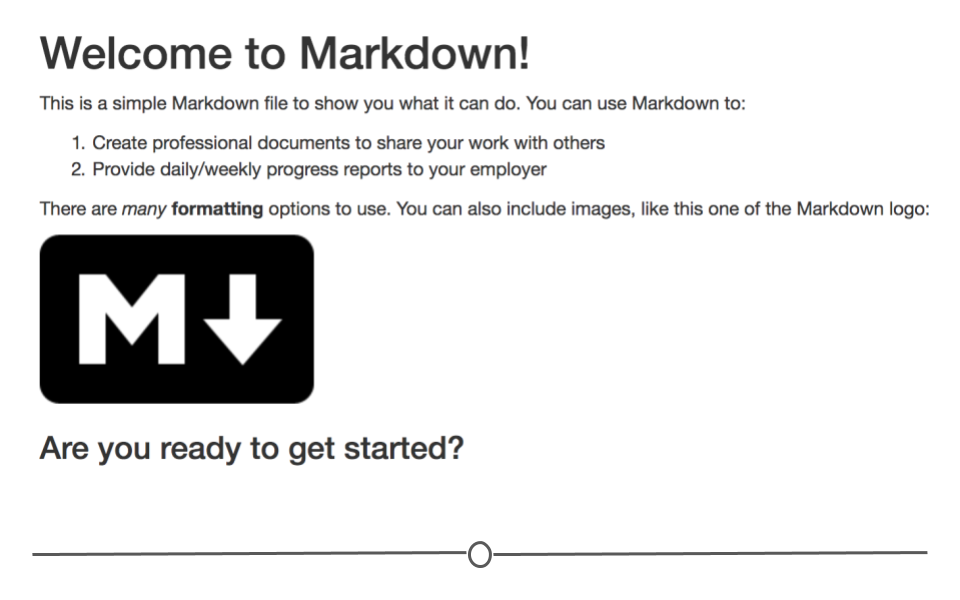 Welcome to Markdown!
This is a simple Markdown file to show you what it can do. You can use Markdown to:
1. Create professional documents to share your work with others
2. Provide daily/weekly progress reports to your employer
There are many formatting options to use. You can also include images, like this one of the Markdown logo:
M
Are you ready to get started?